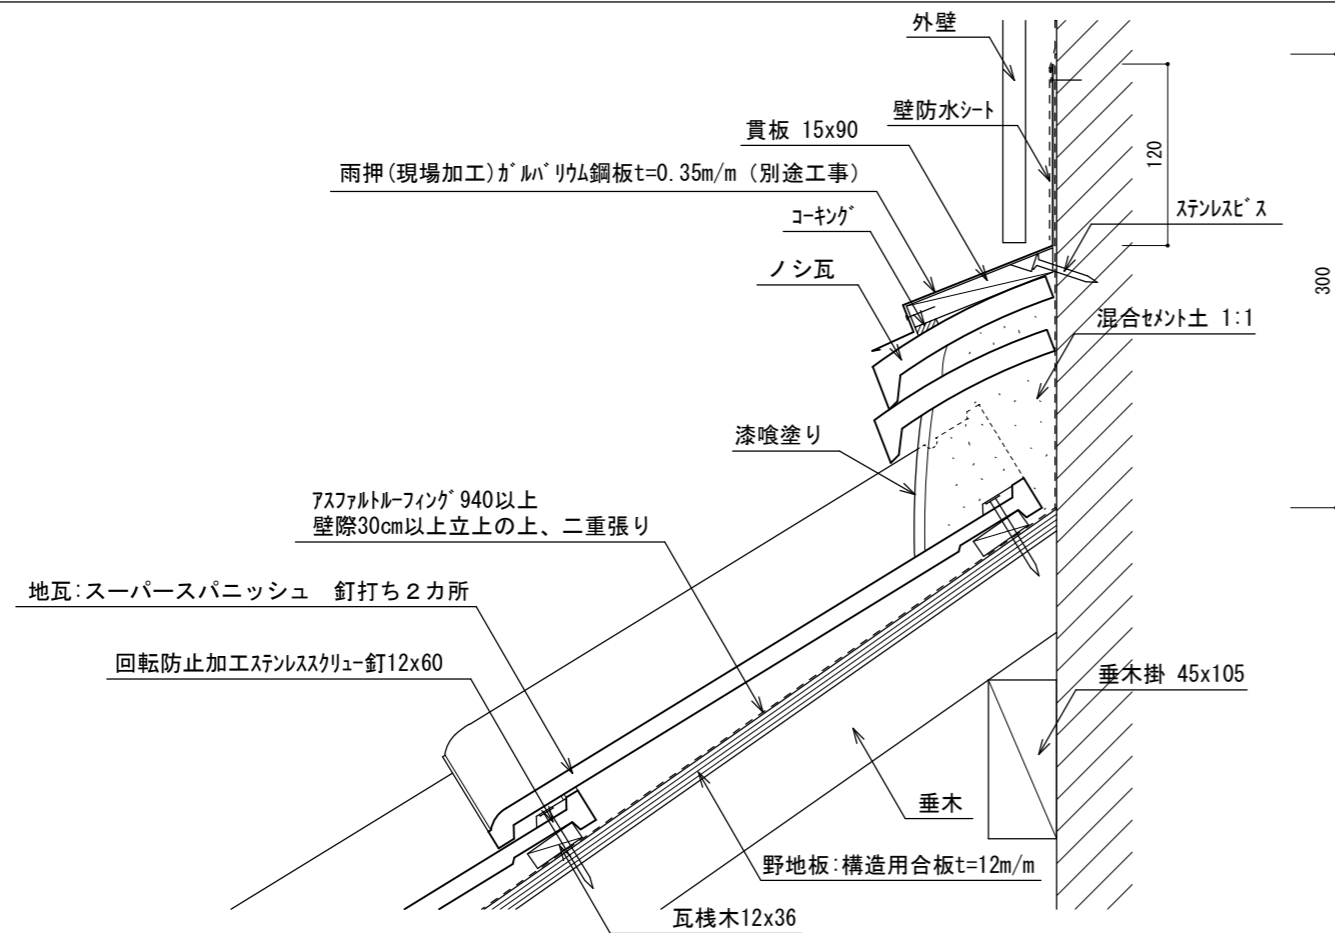 外壁
壁防水ｼｰﾄ
貫板 15x90
雨押(現場加工)ｶﾞﾙﾊﾞﾘｳﾑ鋼板t=0.35m/m (別途工事)
ｺｰｷﾝｸﾞ
ノシ瓦
120
ｽﾃﾝﾚｽﾋﾞｽ
300
混合ｾﾒﾝﾄ土 1:1
漆喰塗り
ｱｽﾌｧﾙﾄﾙｰﾌｨﾝｸﾞ940以上
壁際30cm以上立上の上、二重張り
地瓦:スーパースパニッシュ　釘打ち２カ所
回転防止加工ｽﾃﾝﾚｽｽｸﾘｭｰ釘12x60
垂木掛 45x105
垂木
野地板:構造用合板t=12m/m
瓦桟木12x36